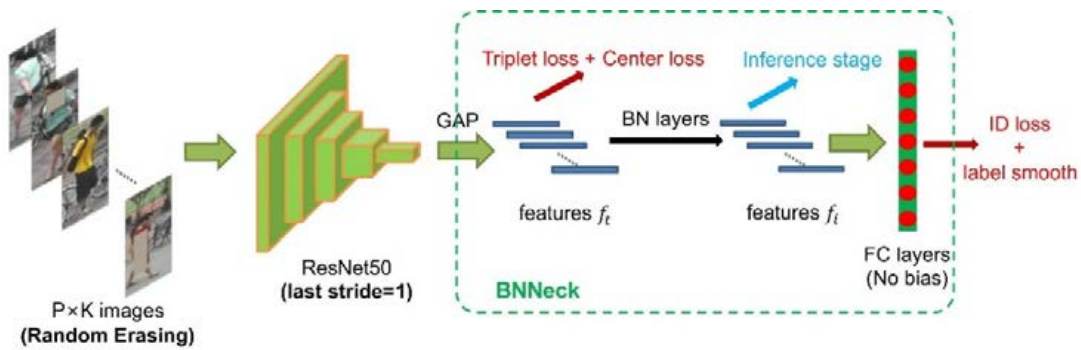 P×K images
(Random Erasing)
ResNet50
(last stride=1)
GAP
Triplet loss + Center loss
features f_t
BN layers
Inference stage
features f_i
FC layers
(No bias)
BNNeck
ID loss
+
label smooth